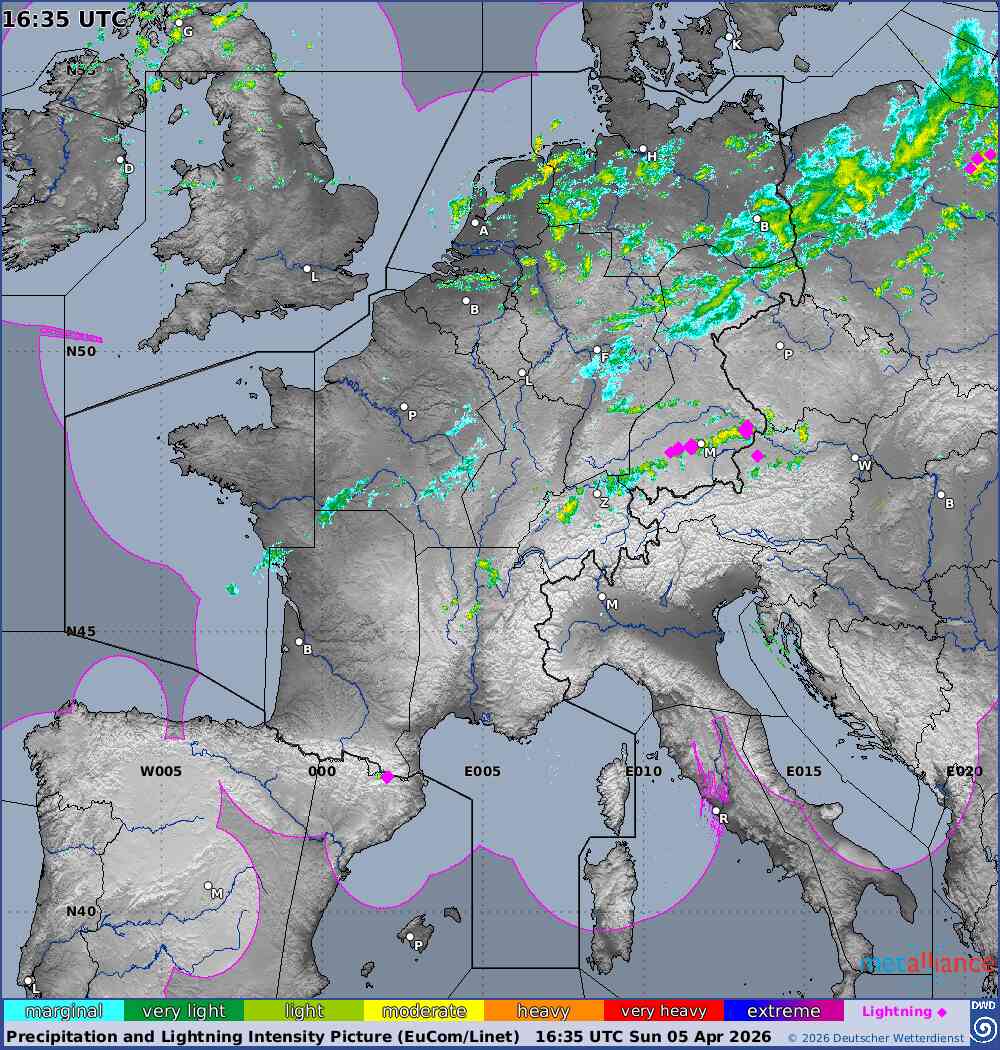 16:35 UTC
G
K
N55
D
H
A
B
L
B
N50
P
F
L
P
M
W
Z
B
M
N45
B
W005
000
E005
E010
E015
E020
R
M
N40
P
L
metalliance
marginal
very light
light
moderate
heavy
very heavy
extreme
Lightning
DWD
Precipitation and Lightning Intensity Picture (EuCom/Linet) 16:35 UTC Sun 05 Apr 2026 © 2026 Deutscher Wetterdienst